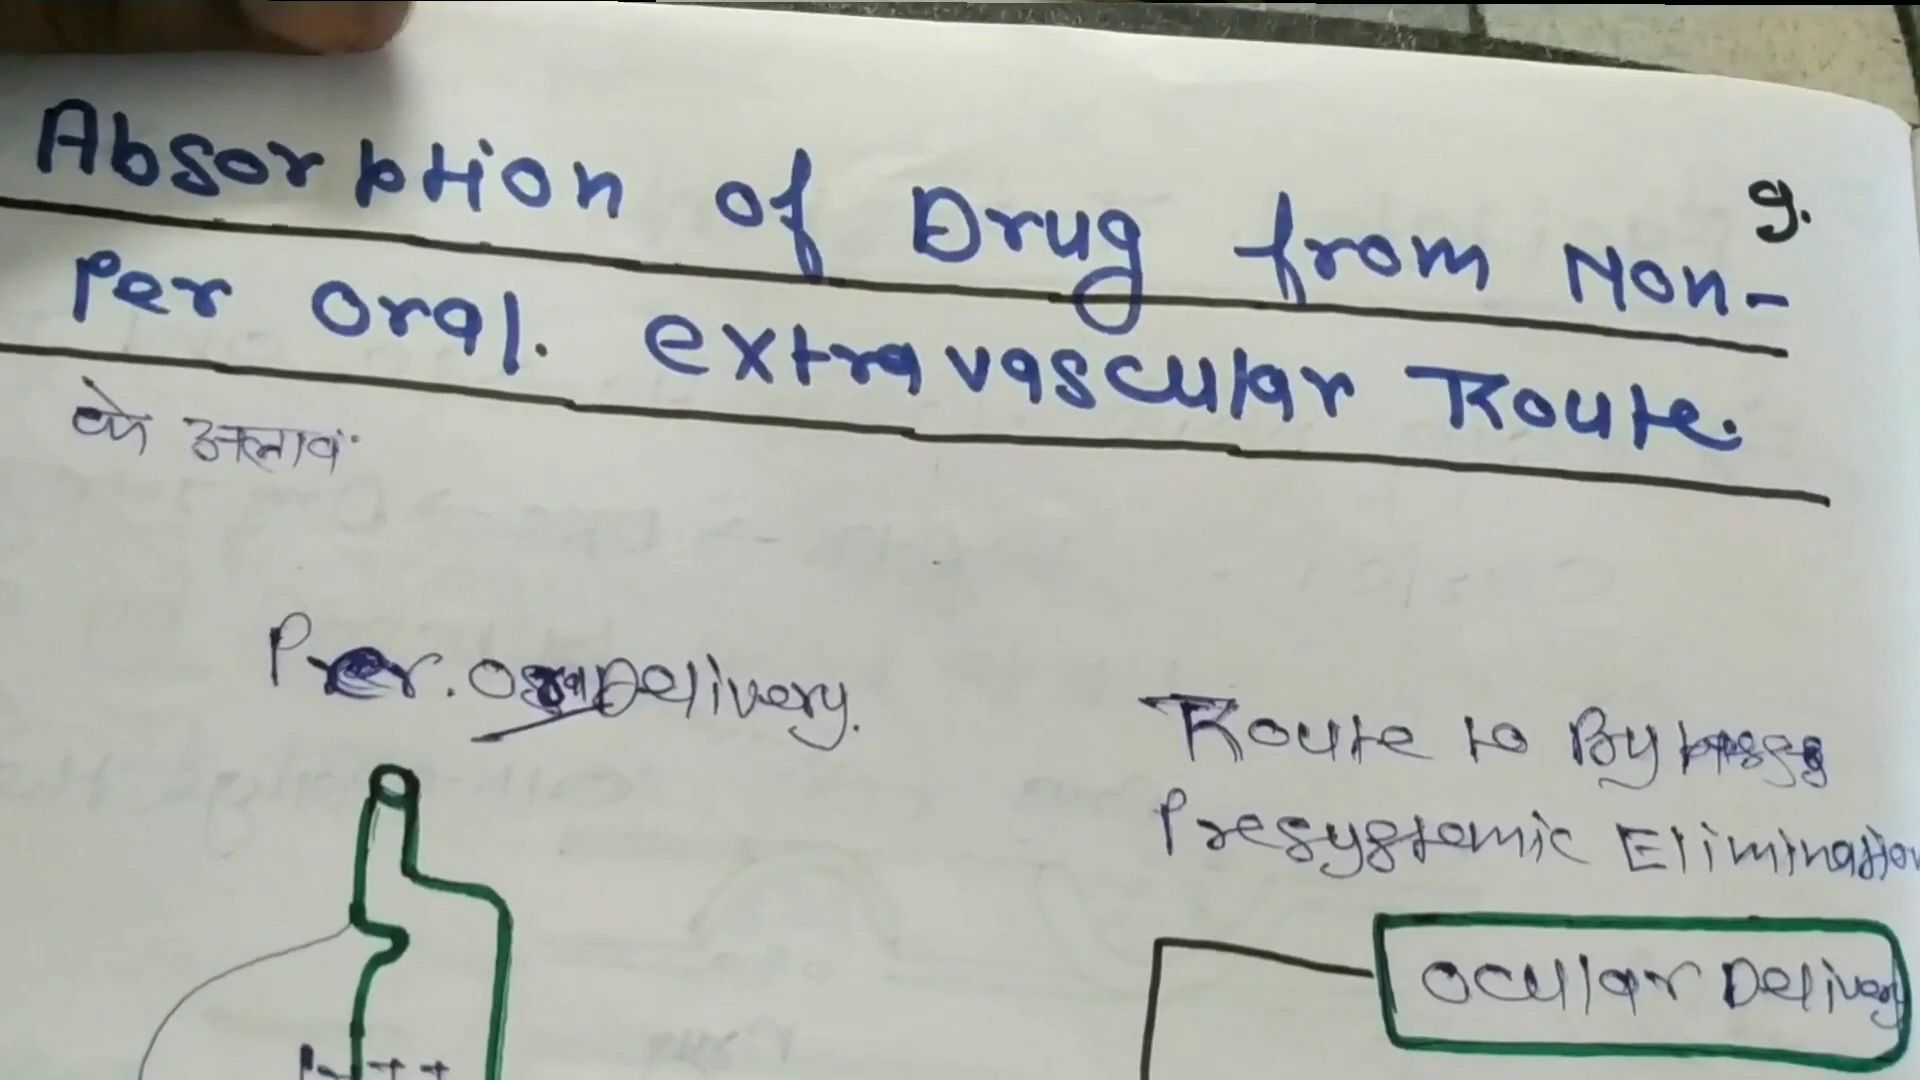 9.
Absorption of Drug from Non-
Per oral. extravascular Route.
के अलाव
Per. Oral Delivery.
Route to Bypass
Presystemic Elimination
Ocular Delivery